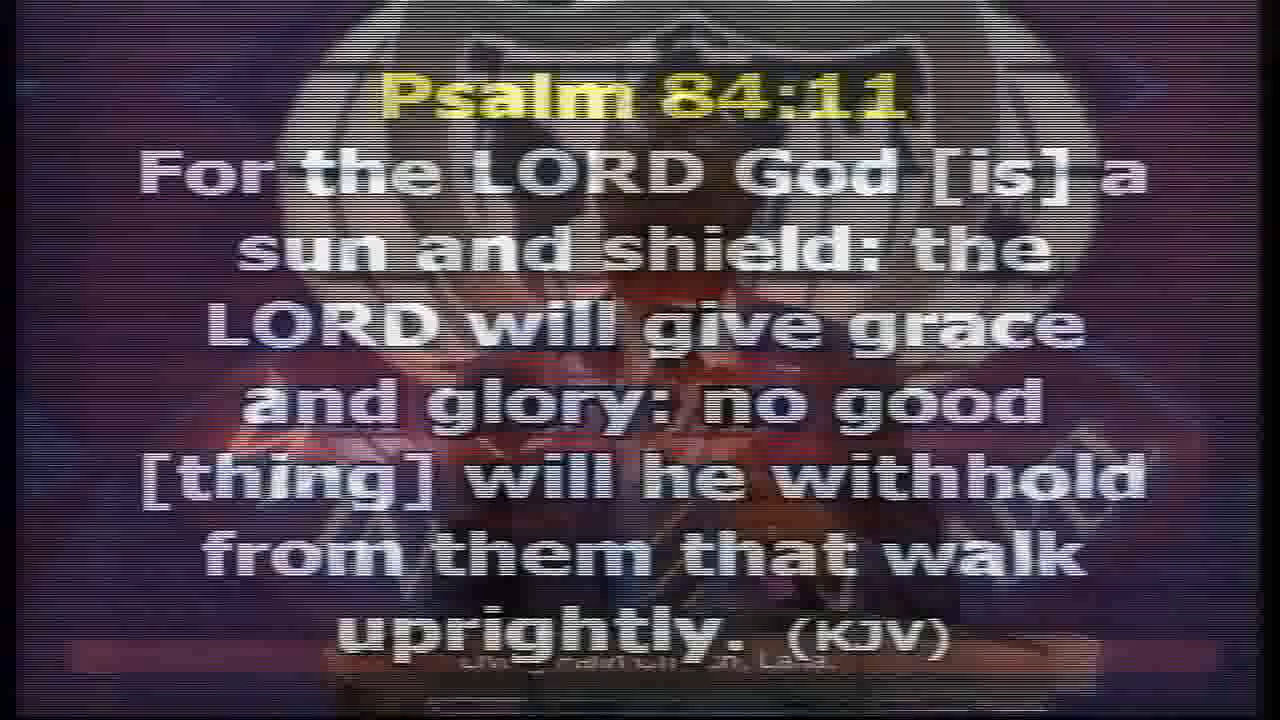 Psalm 84:11
For the LORD God [is] a
sun and shield: the
LORD will give grace
and glory: no good
[thing] will he withhold
from them that walk
uprightly. (KJV)